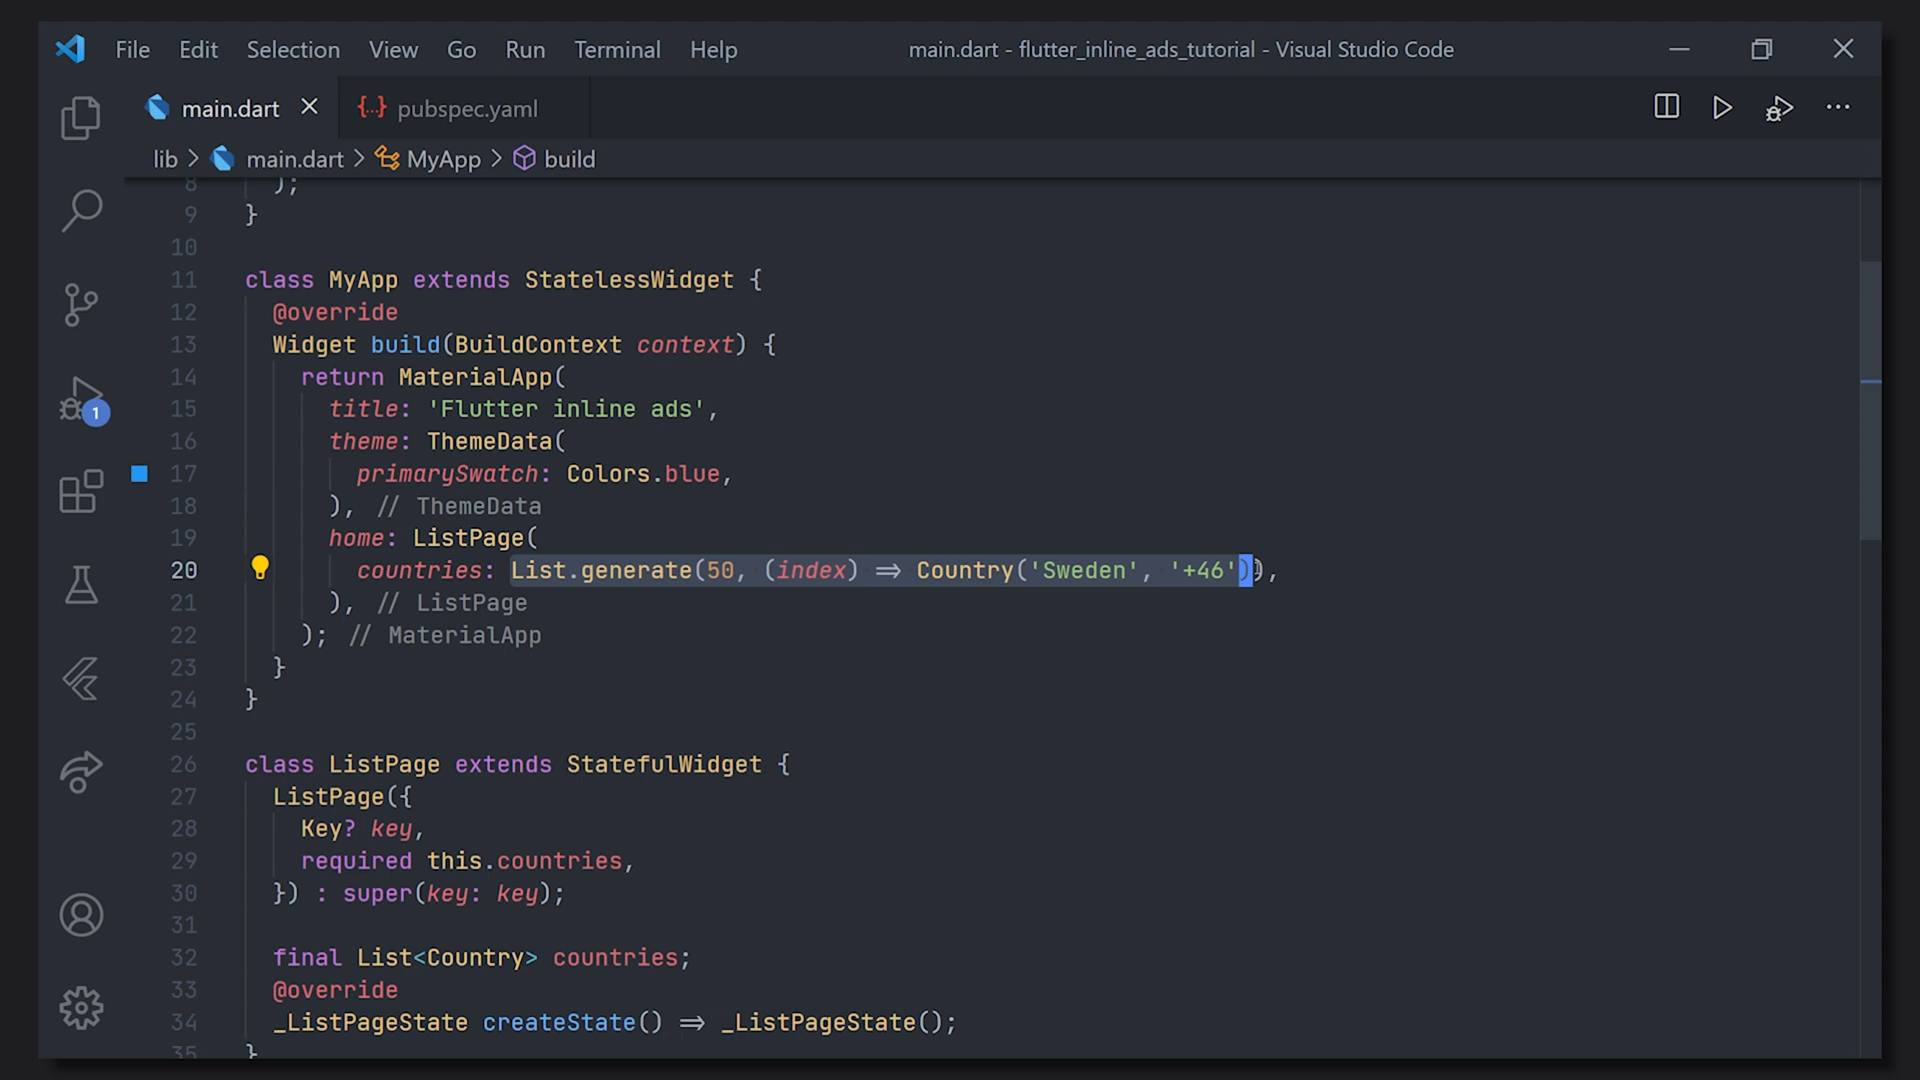 File Edit Selection View Go Run Terminal Help main.dart - flutter_inline_ads_tutorial - Visual Studio Code
main.dart {..} pubspec.yaml
lib > main.dart > MyApp > build
8 );
9 }
10
11 class MyApp extends StatelessWidget {
12 @override
13 Widget build(BuildContext context) {
14 return MaterialApp(
15 title: 'Flutter inline ads',
16 theme: ThemeData(
17 primarySwatch: Colors.blue,
18 ), // ThemeData
19 home: ListPage(
20 countries: List.generate(50, (index) => Country('Sweden', '+46')),
21 ), // ListPage
22 ); // MaterialApp
23 }
24 }
25
26 class ListPage extends StatefulWidget {
27 ListPage({
28 Key? key,
29 required this.countries,
30 }) : super(key: key);
31
32 final List<Country> countries;
33 @override
34 _ListPageState createState() => _ListPageState();
35 }
1